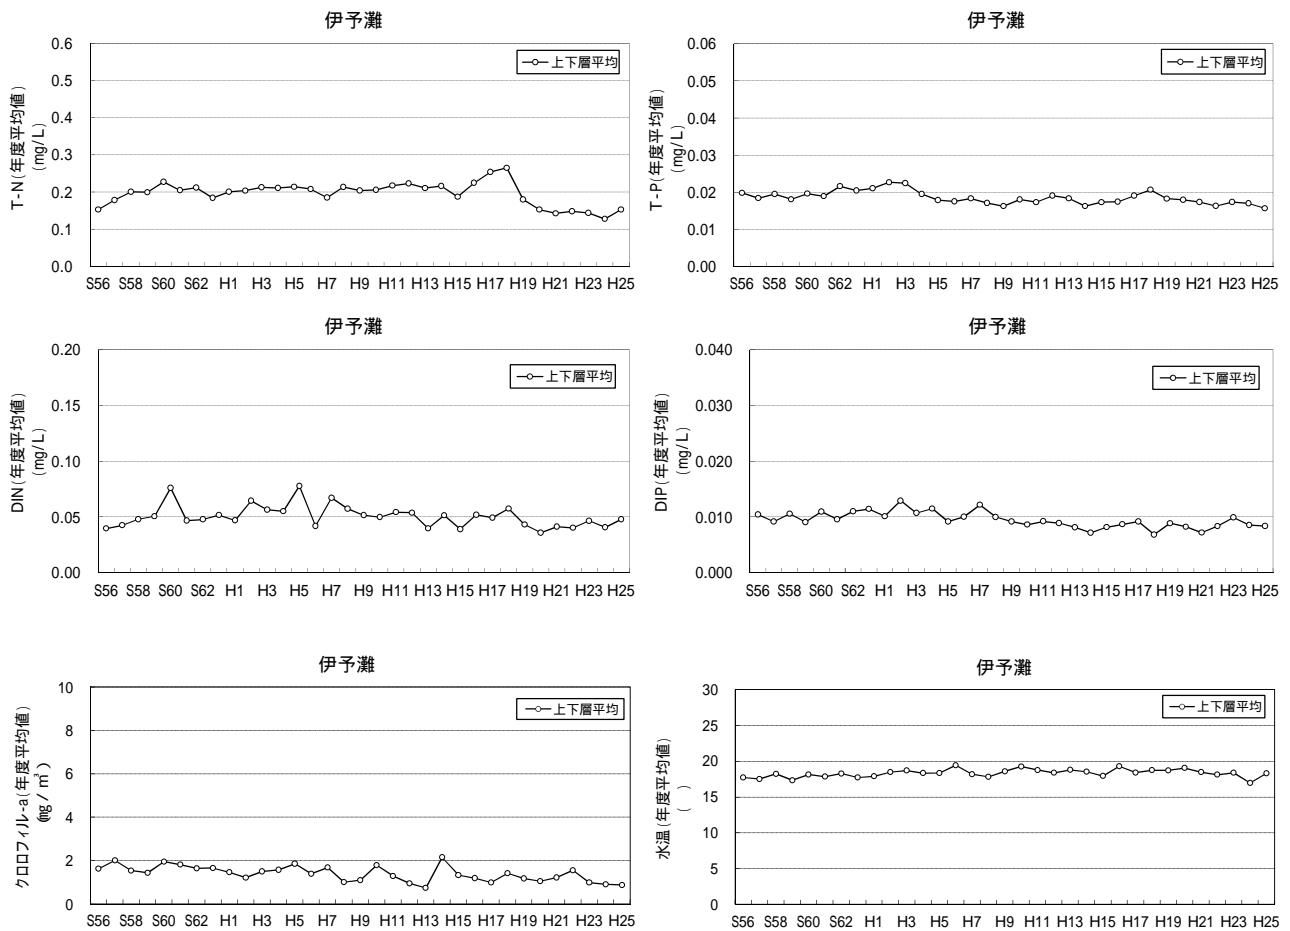 伊予灘
T-N(年度平均値)
(mg/L)
0.6
0.5
0.4
0.3
0.2
0.1
0.0
上下層平均
S56 S58 S60 S62 H1 H3 H5 H7 H9 H11 H13 H15 H17 H19 H21 H23 H25
伊予灘
T-P(年度平均値)
(mg/L)
0.06
0.05
0.04
0.03
0.02
0.01
0.00
上下層平均
S56 S58 S60 S62 H1 H3 H5 H7 H9 H11 H13 H15 H17 H19 H21 H23 H25
伊予灘
DIN(年度平均値)
(mg/L)
0.20
0.15
0.10
0.05
0.00
上下層平均
S56 S58 S60 S62 H1 H3 H5 H7 H9 H11 H13 H15 H17 H19 H21 H23 H25
伊予灘
DIP(年度平均値)
(mg/L)
0.040
0.030
0.020
0.010
0.000
上下層平均
S56 S58 S60 S62 H1 H3 H5 H7 H9 H11 H13 H15 H17 H19 H21 H23 H25
伊予灘
クロロフィル-a(年度平均値)
(mg/m³)
10
8
6
4
2
0
上下層平均
S56 S58 S60 S62 H1 H3 H5 H7 H9 H11 H13 H15 H17 H19 H21 H23 H25
伊予灘
水温(年度平均値)
( )
30
25
20
15
10
5
0
上下層平均
S56 S58 S60 S62 H1 H3 H5 H7 H9 H11 H13 H15 H17 H19 H21 H23 H25